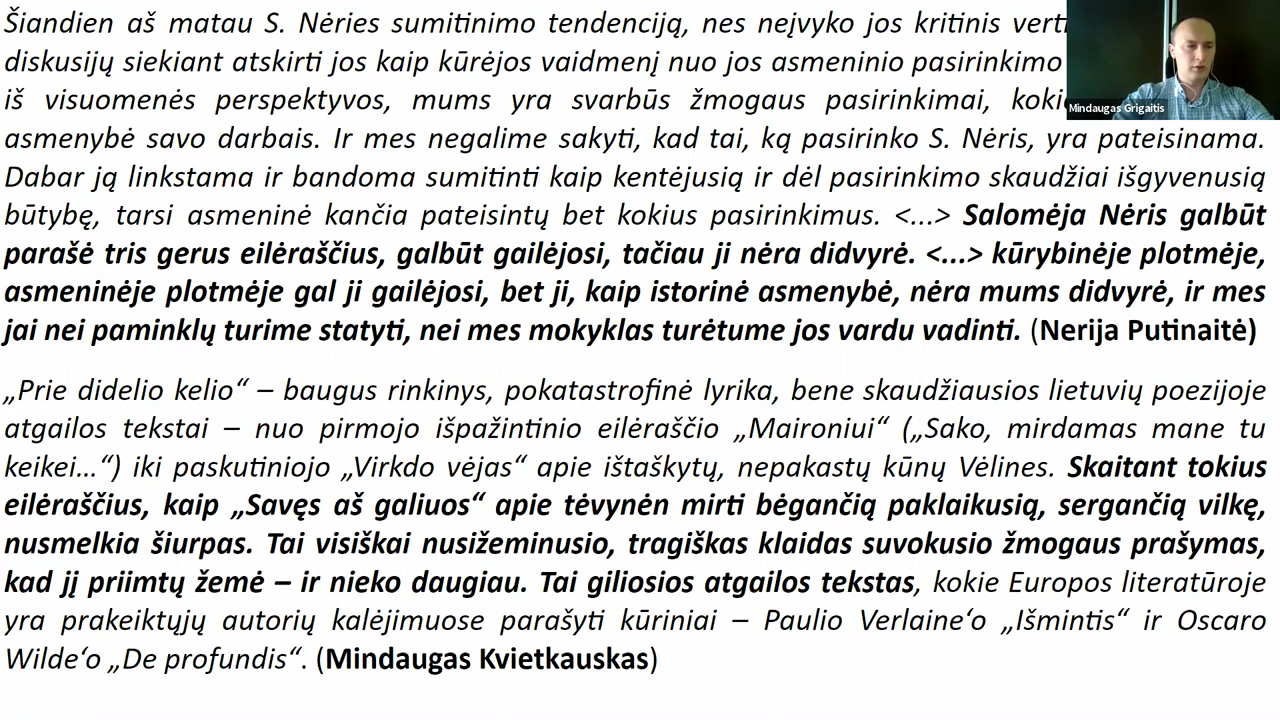 Šiandien aš matau S. Nėries sumitinimo tendenciją, nes neįvyko jos kritinis
diskusijų siekiant atskirti jos kaip kūrėjos vaidmenį nuo jos asmeninio pasirinkimo
iš visuomenės perspektyvos, mums yra svarbūs žmogaus pasirinkimai,
Mindaugas Grigaitis
asmenybė savo darbais. Ir mes negalime sakyti, kad tai, ką pasirinko S. Nėris, yra pateisinama.
Dabar ją linkstama ir bandoma sumitinti kaip kentėjusią ir dėl pasirinkimo skaudžiai išgyvenusią
būtybę, tarsi asmeninė kančia pateisintų bet kokius pasirinkimus. <...> Salomėja Nėris galbūt
parašė tris gerus eilėraščius, galbūt gailėjosi, tačiau ji nėra didvyrė. <...> kūrybinėje plotmėje,
asmeninėje plotmėje gal ji gailėjosi, bet ji, kaip istorinė asmenybė, nėra mums didvyrė, ir mes
jai nei paminklų turime statyti, nei mes mokyklas turėtume jos vardu vadinti. (Nerija Putinaitė)
„Prie didelio kelio“ – baugus rinkinys, pokatastrofinė lyrika, bene skaudžiausios lietuvių poezijoje
atgailos tekstai – nuo pirmojo išpažintinio eilėraščio „Maironiui“ („Sako, mirdamas mane tu
keikei...“) iki paskutiniojo „Virkdo vėjas“ apie ištaškytų, nepakastų kūnų Vėlines. Skaitant tokius
eilėraščius, kaip „Savęs aš galiuos“ apie tėvynėn mirti bėgančią paklaikusią, sergančią vilkę,
nusmelkia šiurpas. Tai visiškai nusižeminusio, tragiškas klaidas suvokusio žmogaus prašymas,
kad jį priimtų žemė – ir nieko daugiau. Tai giliosios atgailos tekstas, kokie Europos literatūroje
yra prakeiktųjų autorių kalėjimuose parašyti kūriniai – Paulio Verlaine‘o „Išmintis“ ir Oscaro
Wilde‘o „De profundis“. (Mindaugas Kvietkauskas)